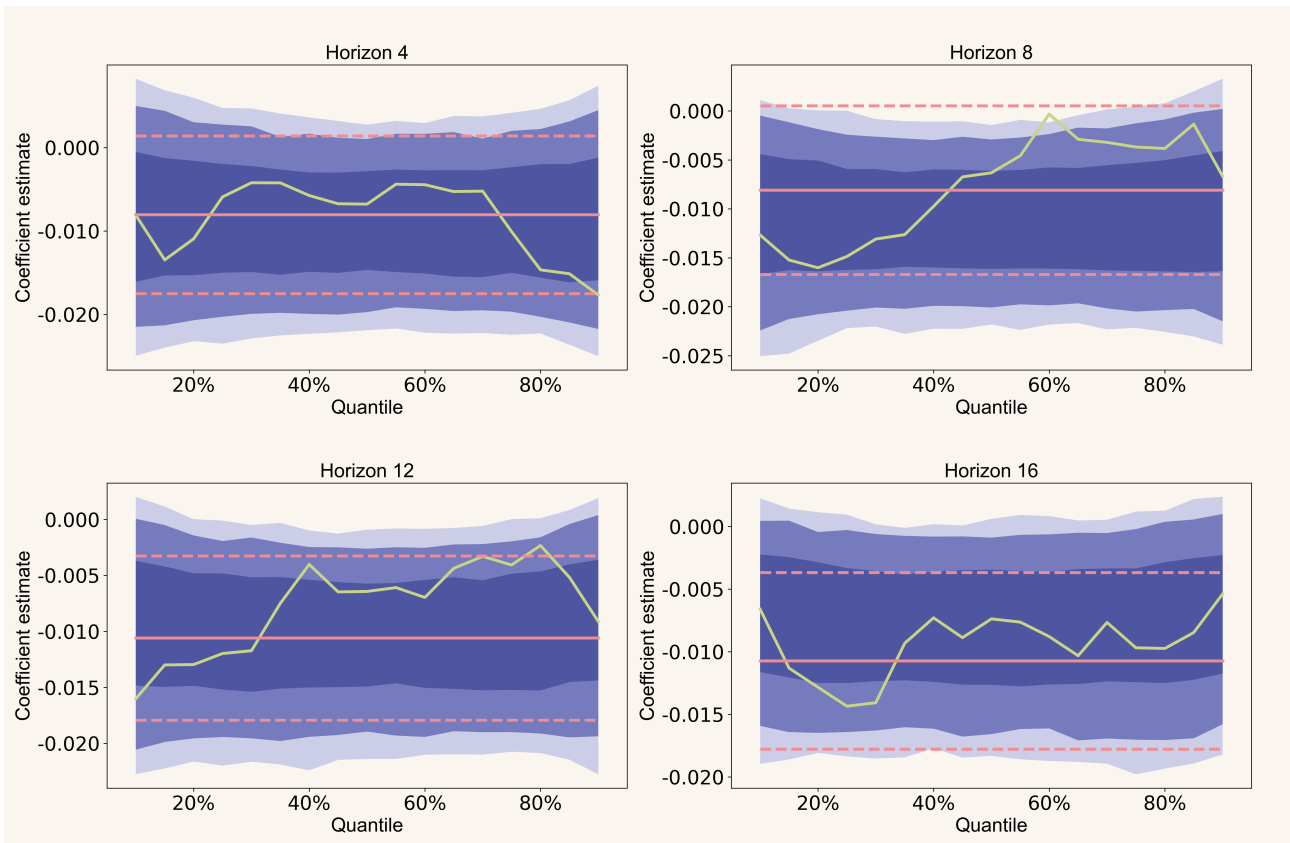 Horizon 4
Coefficient estimate
0.000
-0.010
-0.020
20% 40% 60% 80%
Quantile
Horizon 8
Coefficient estimate
0.000
-0.005
-0.010
-0.015
-0.020
-0.025
20% 40% 60% 80%
Quantile
Horizon 12
Coefficient estimate
0.000
-0.005
-0.010
-0.015
-0.020
20% 40% 60% 80%
Quantile
Horizon 16
Coefficient estimate
0.000
-0.005
-0.010
-0.015
-0.020
20% 40% 60% 80%
Quantile